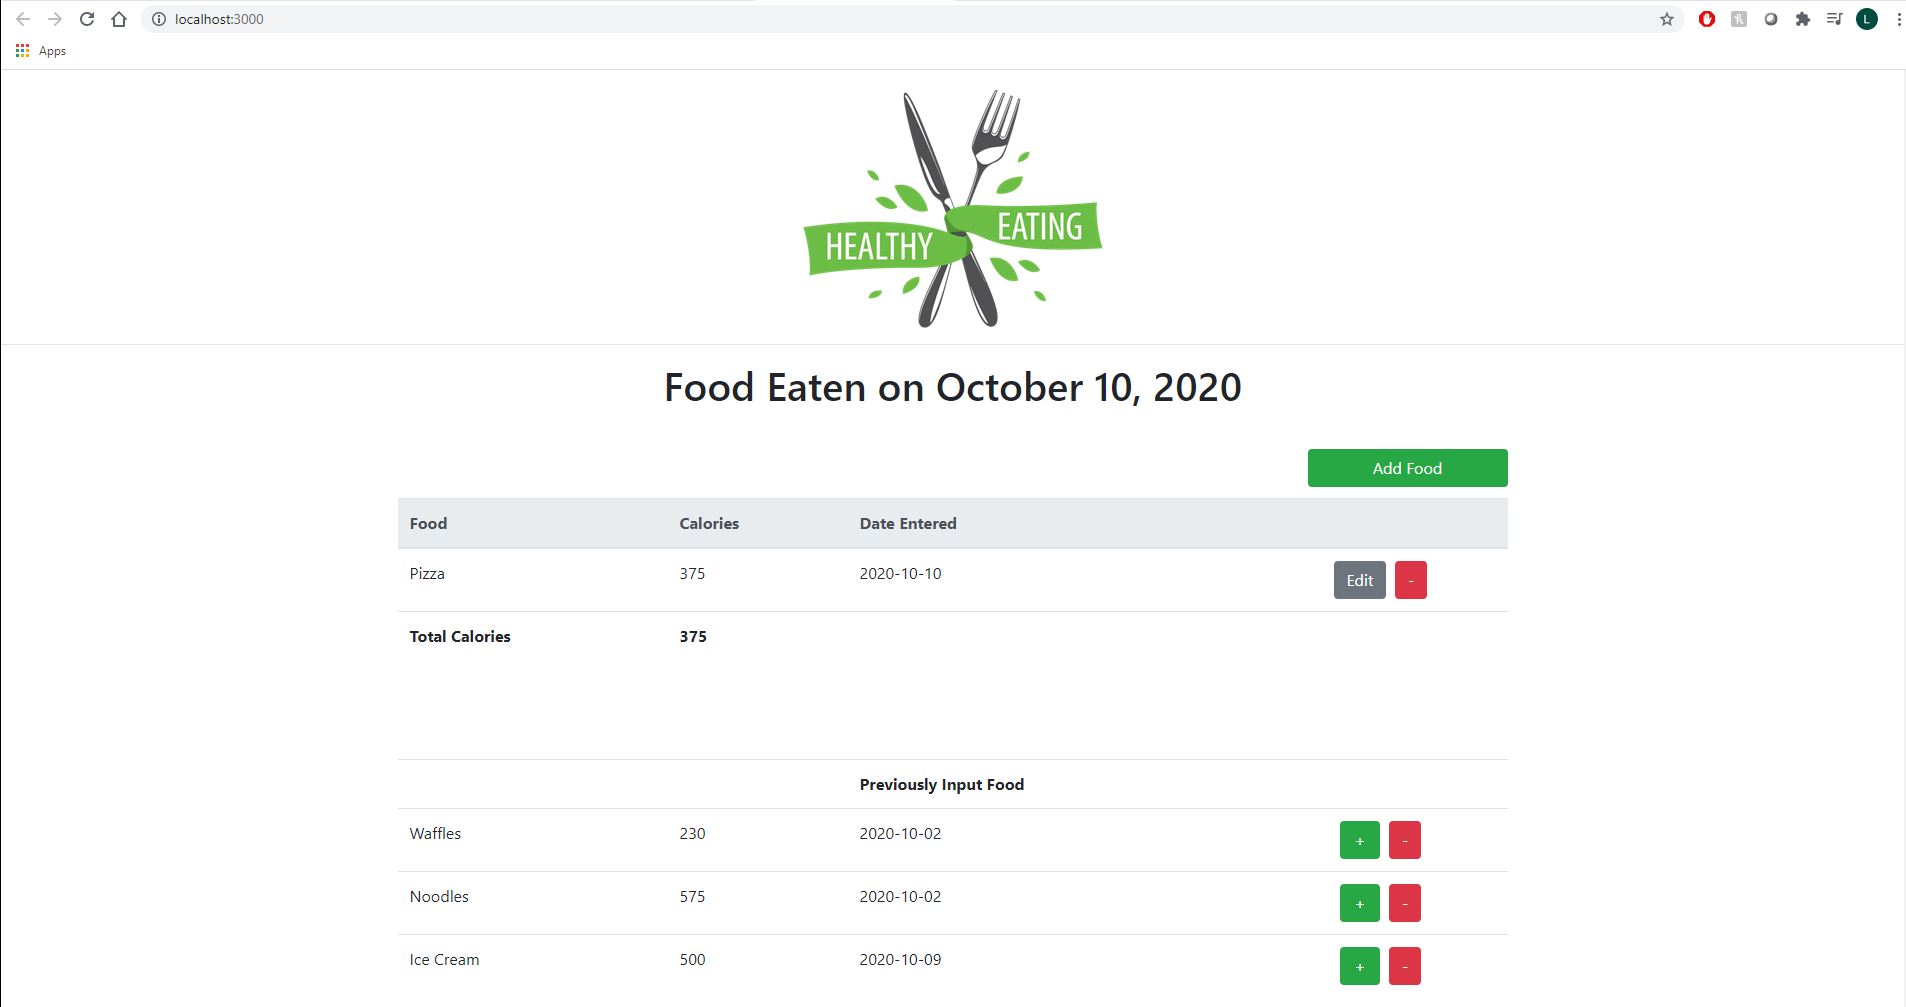 localhost:3000
L
Apps
HEALTHY EATING
Food Eaten on October 10, 2020
Add Food
Food Calories Date Entered
Pizza 375 2020-10-10 Edit -
Total Calories 375
Previously Input Food
Waffles 230 2020-10-02 + -
Noodles 575 2020-10-02 + -
Ice Cream 500 2020-10-09 + -